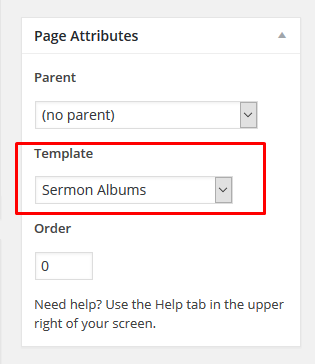 Page Attributes
Parent
(no parent)
Template
Sermon Albums
Order
0
Need help? Use the Help tab in the upper
right of your screen.